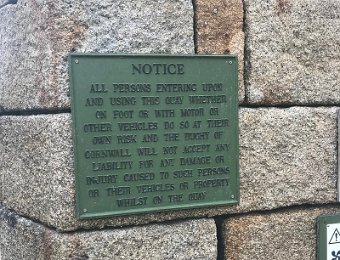 NOTICE
ALL PERSONS ENTERING UPON
AND USING THIS QUAY WHETHER
ON FOOT OR WITH MOTOR OR
OTHER VEHICLES DO SO AT THEIR
OWN RISK AND THE DUCHY OF
CORNWALL WILL NOT ACCEPT ANY
LIABILITY FOR ANY DAMAGE OR
INJURY CAUSED TO SUCH PERSONS
OR THEIR VEHICLES OR PROPERTY
WHILST ON THE QUAY